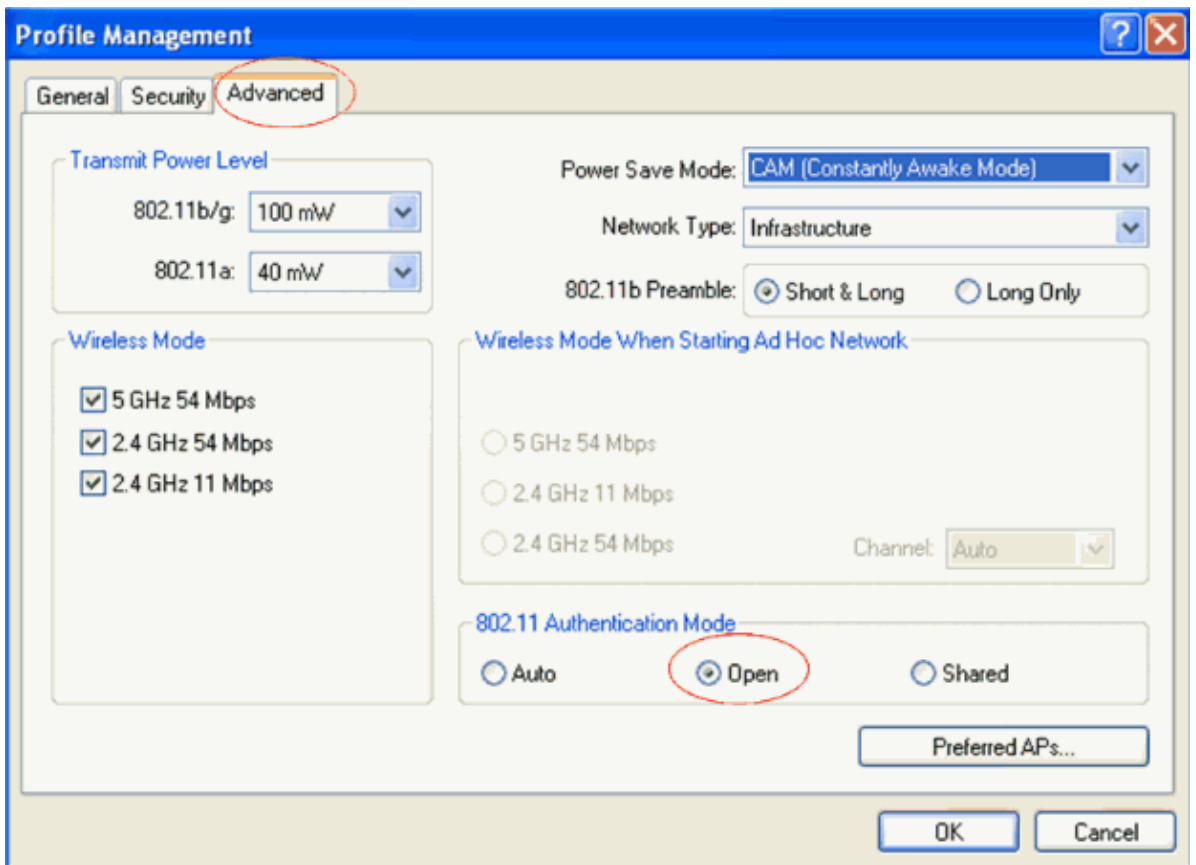 Profile Management
General Security Advanced
Transmit Power Level
802.11b/g: 100 mW
802.11a: 40 mW
Power Save Mode: CAM (Constantly Awake Mode)
Network Type: Infrastructure
802.11b Preamble: Short & Long Long Only
Wireless Mode
5 GHz 54 Mbps
2.4 GHz 54 Mbps
2.4 GHz 11 Mbps
Wireless Mode When Starting Ad Hoc Network
5 GHz 54 Mbps
2.4 GHz 11 Mbps
2.4 GHz 54 Mbps Channel: Auto
802.11 Authentication Mode
Auto Open Shared
Preferred APs...
OK Cancel